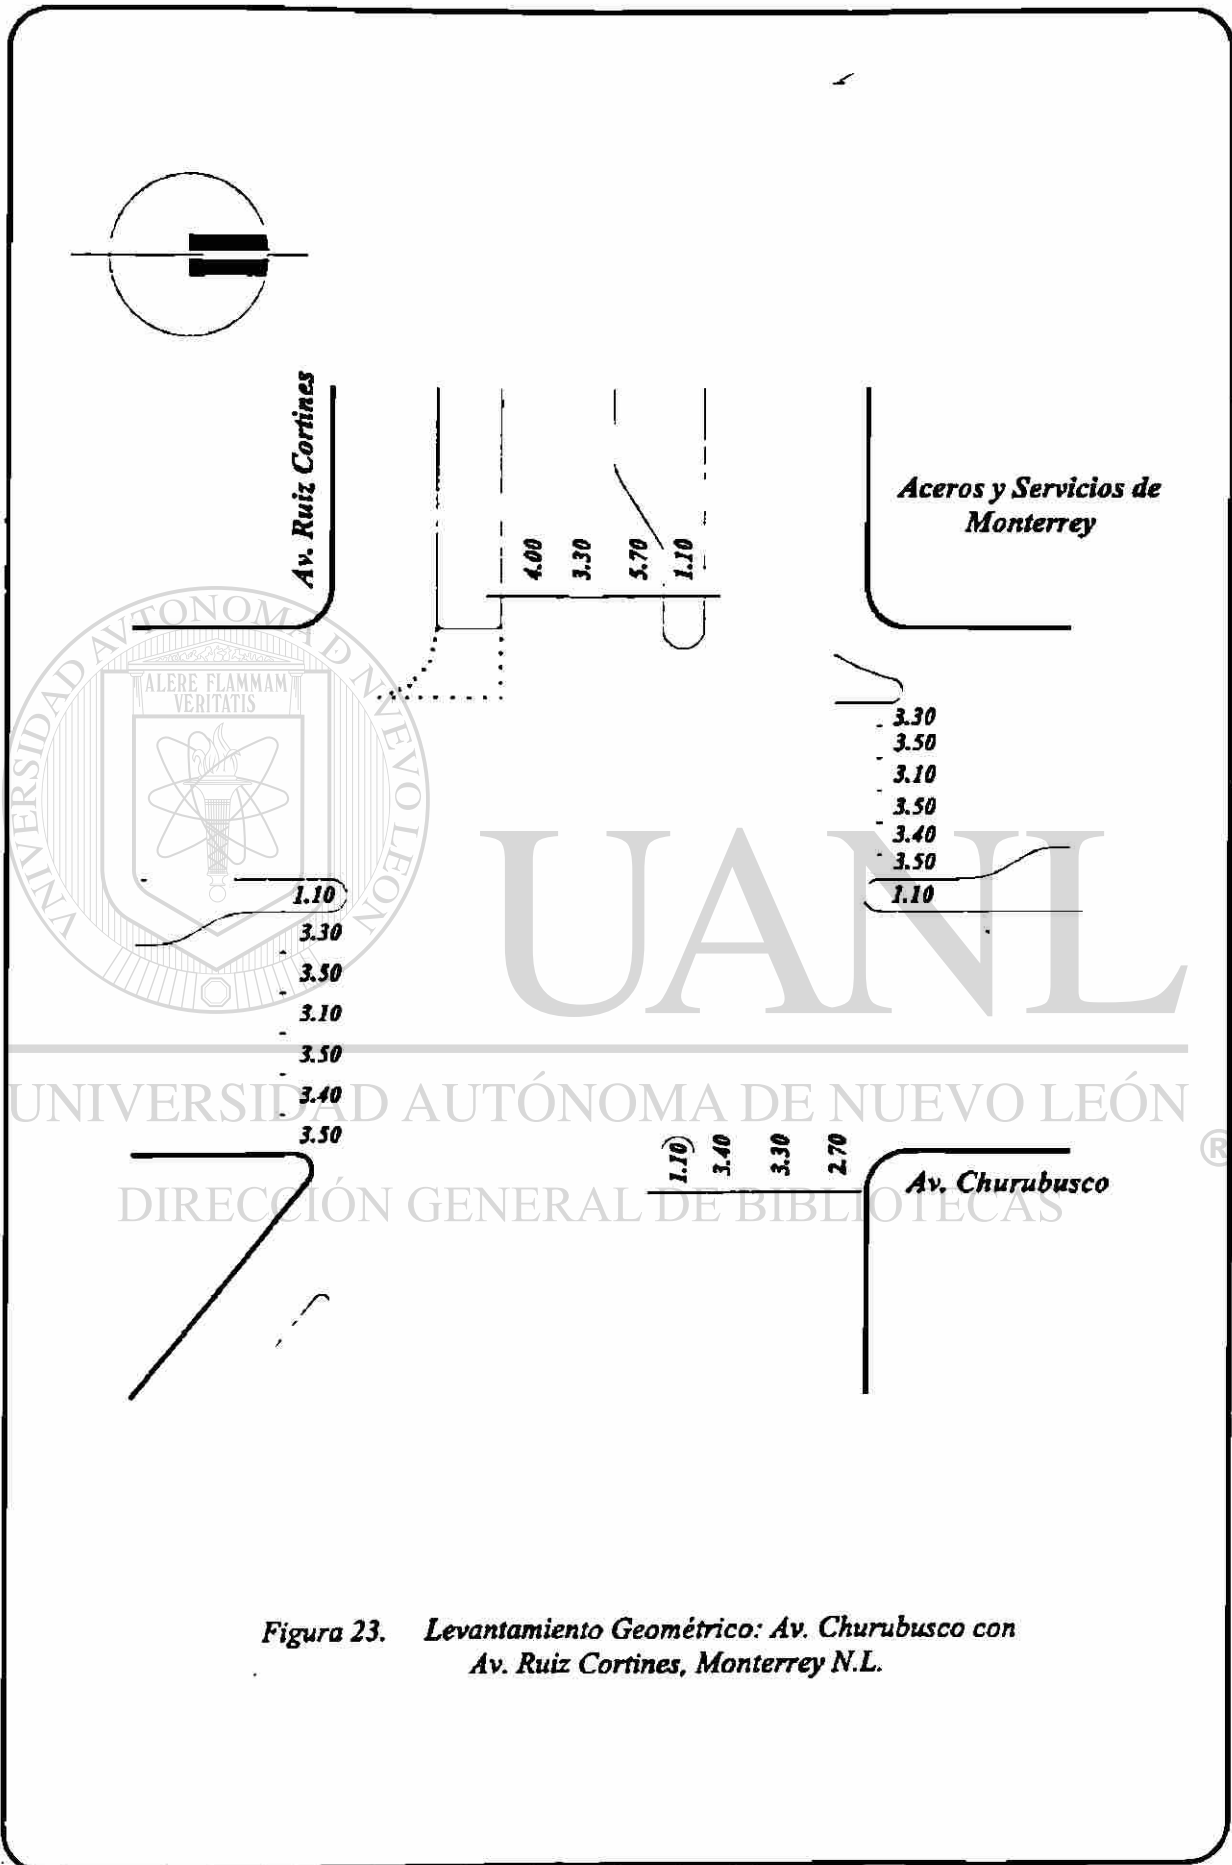 Av. Ruiz Cortines
Aceros y Servicios de
Monterrey
4.00
3.30
5.70
1.10
UNIVERSIDAD AVTONOMA D NVEVO LEON
ALERE FLAMMAM
VERITATIS
3.30
3.50
3.10
3.50
3.40
3.50
1.10
1.10
3.30
3.50
3.10
3.50
3.40
3.50
UANL
UNIVERSIDAD AUTÓNOMA DE NUEVO LEÓN
®
1.10
3.40
3.30
2.70
Av. Churubusco
DIRECCIÓN GENERAL DE BIBLIOTECAS
Figura 23. Levantamiento Geométrico: Av. Churubusco con
Av. Ruiz Cortines, Monterrey N.L.